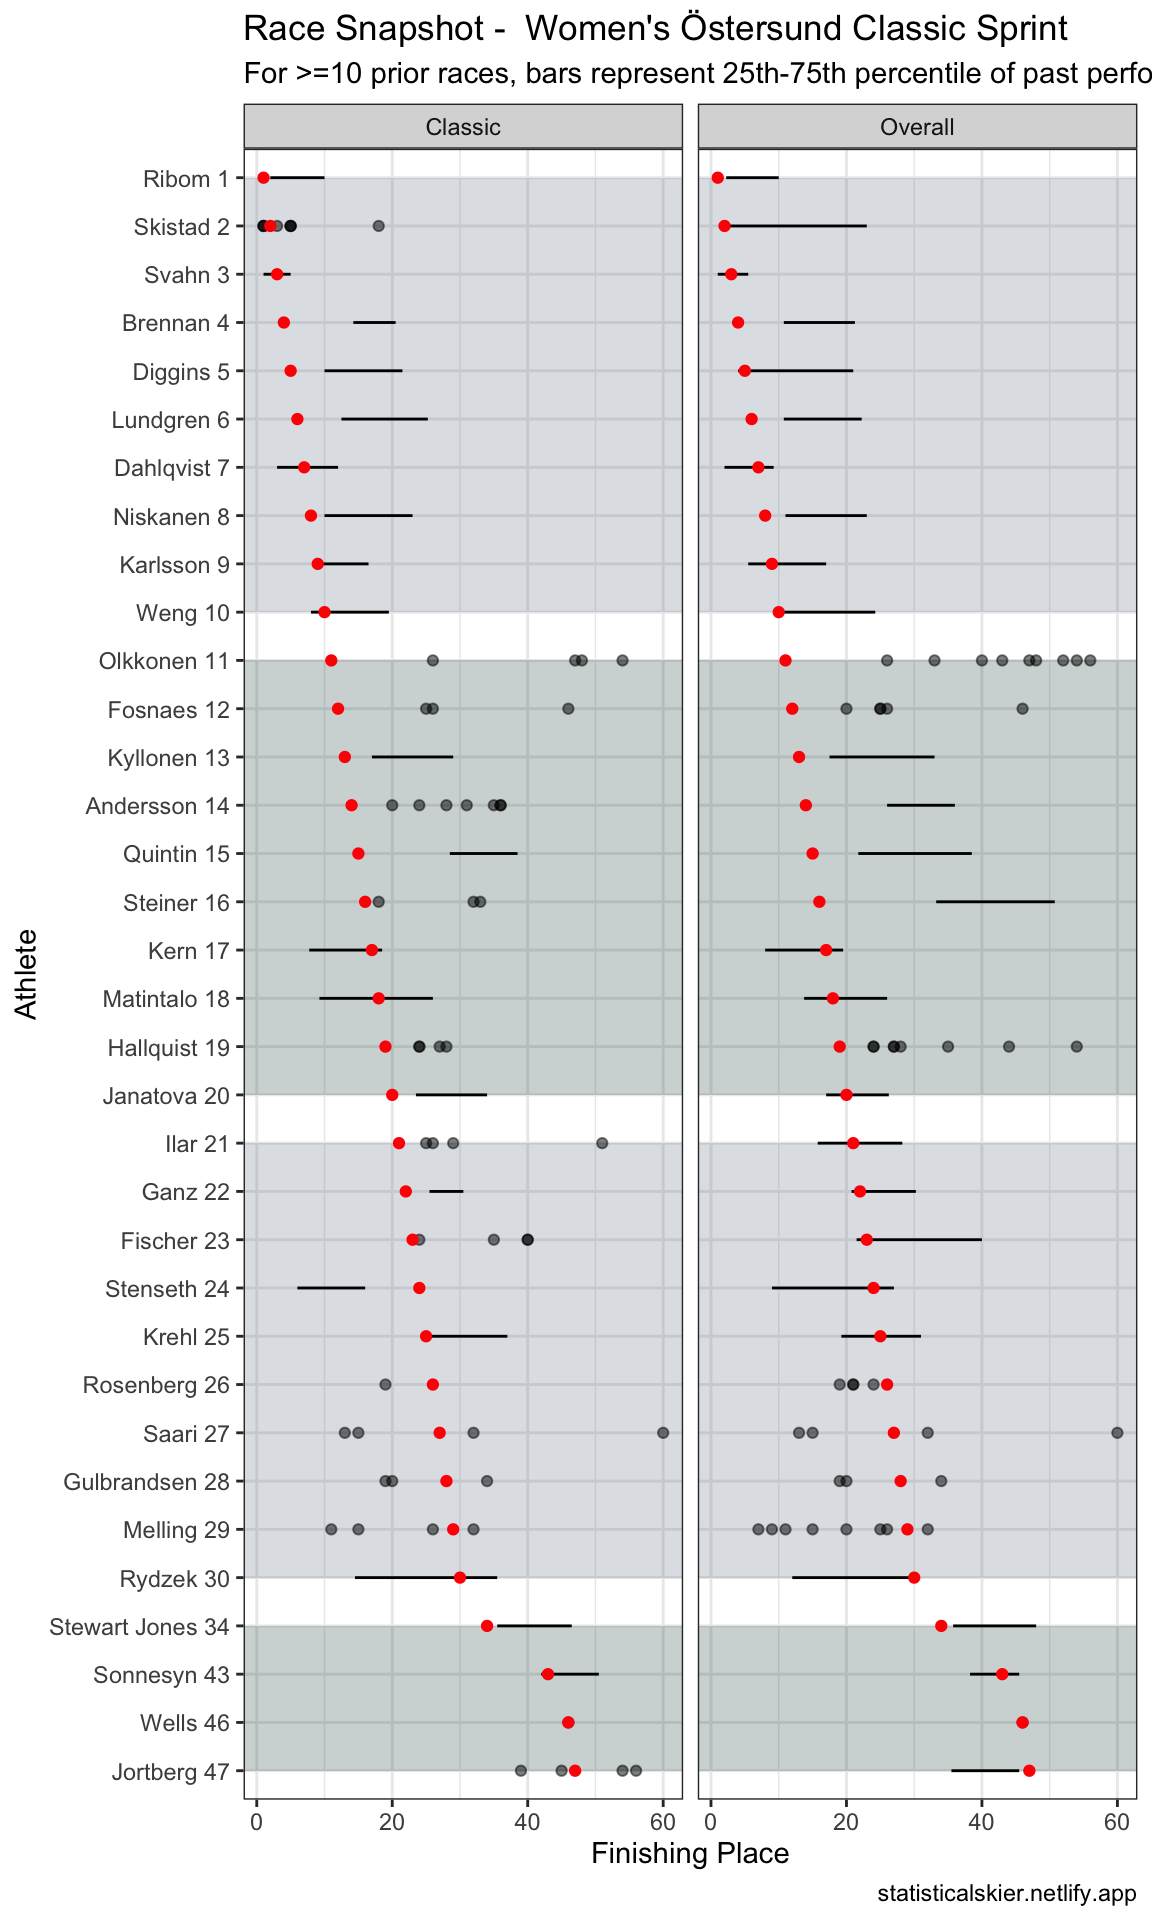 Race Snapshot -  Women's Östersund Classic Sprint
For >=10 prior races, bars represent 25th-75th percentile of past perfo
Classic
Overall
Athlete
Ribom 1
Skistad 2
Svahn 3
Brennan 4
Diggins 5
Lundgren 6
Dahlqvist 7
Niskanen 8
Karlsson 9
Weng 10
Olkkonen 11
Fosnaes 12
Kyllonen 13
Andersson 14
Quintin 15
Steiner 16
Kern 17
Matintalo 18
Hallquist 19
Janatova 20
Ilar 21
Ganz 22
Fischer 23
Stenseth 24
Krehl 25
Rosenberg 26
Saari 27
Gulbrandsen 28
Melling 29
Rydzek 30
Stewart Jones 34
Sonnesyn 43
Wells 46
Jortberg 47
0 20 40 60
0 20 40 60
Finishing Place
statisticalskier.netlify.app